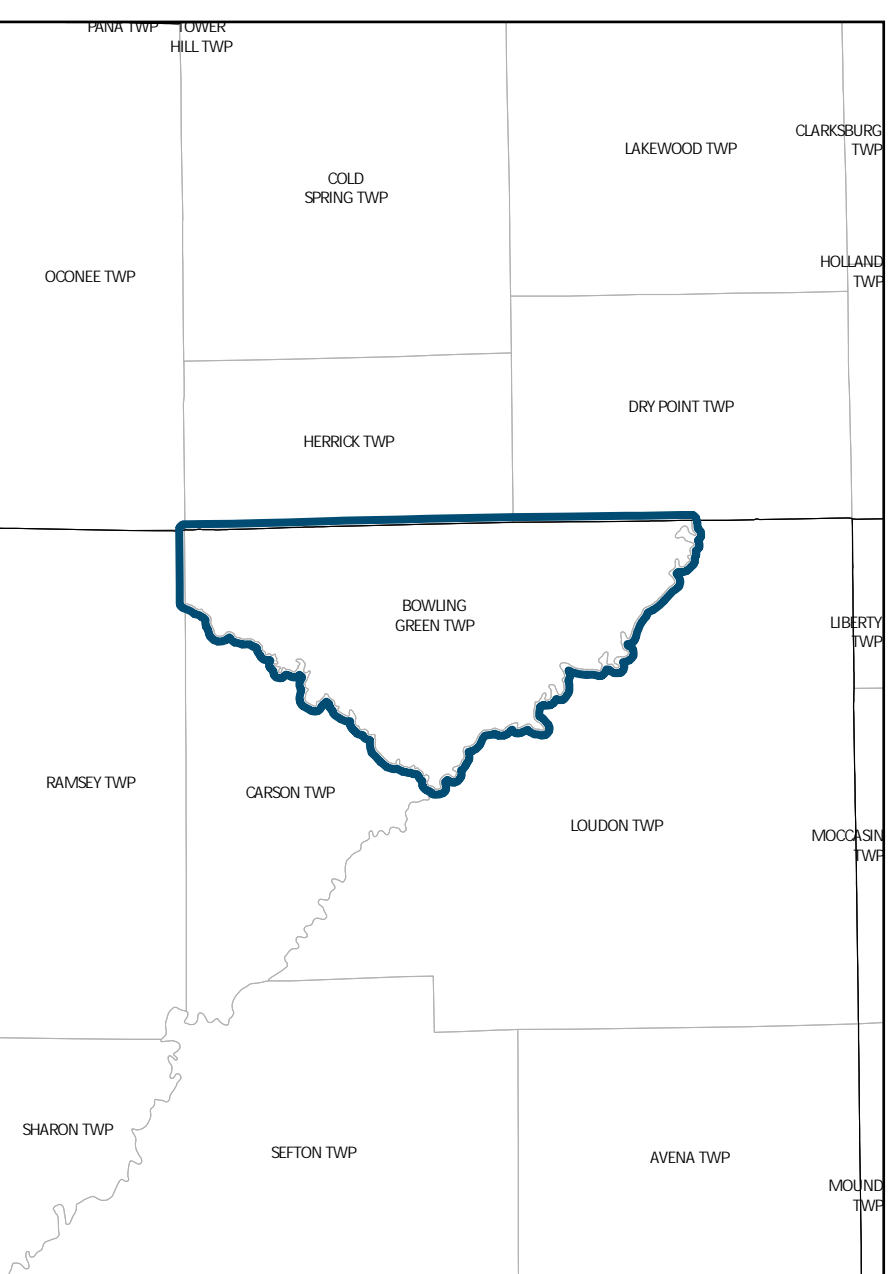 PANA TWP TOWER
HILL TWP
CLARKSBURG
TWP
LAKEWOOD TWP
COLD
SPRING TWP
HOLLAND
TWP
OCONEE TWP
DRY POINT TWP
HERRICK TWP
BOWLING
GREEN TWP
LIBERTY
TWP
RAMSEY TWP
CARSON TWP
LOUDON TWP
MOCCASIN
TWP
SHARON TWP
SEFTON TWP
AVENA TWP
MOUND
TWP